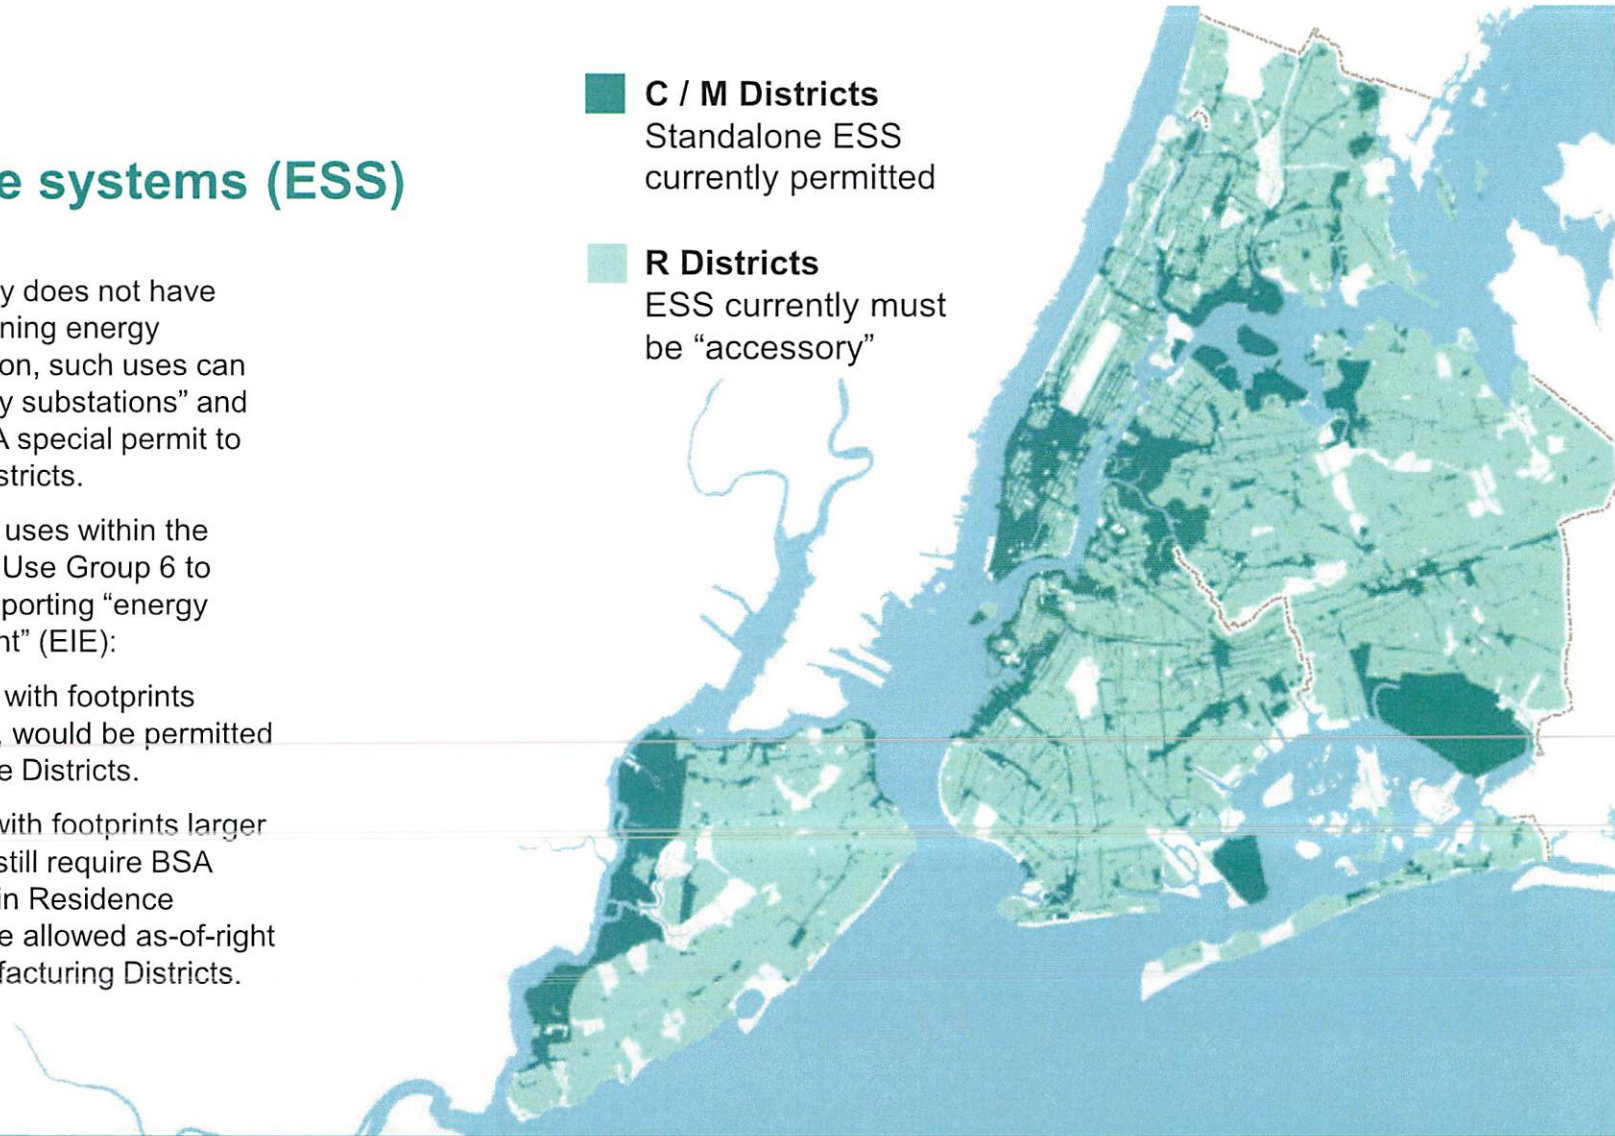 e systems (ESS)
y does not have
ning energy
on, such uses can
y substations” and
A special permit to
stricts.
uses within the
Use Group 6 to
porting “energy
nt” (EIE):
with footprints
, would be permitted
e Districts.
with footprints larger
still require BSA
in Residence
e allowed as-of-right
facturing Districts.
C / M Districts
Standalone ESS
currently permitted
R Districts
ESS currently must
be “accessory”